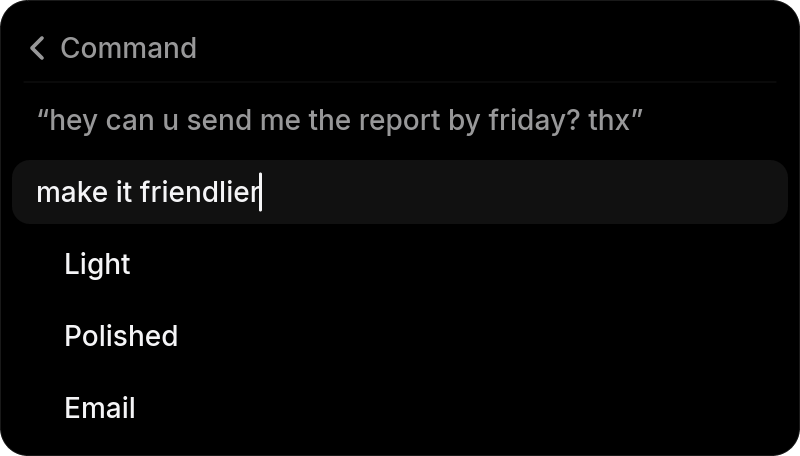 Command
“hey can u send me the report by friday? thx”
make it friendlier
Light
Polished
Email